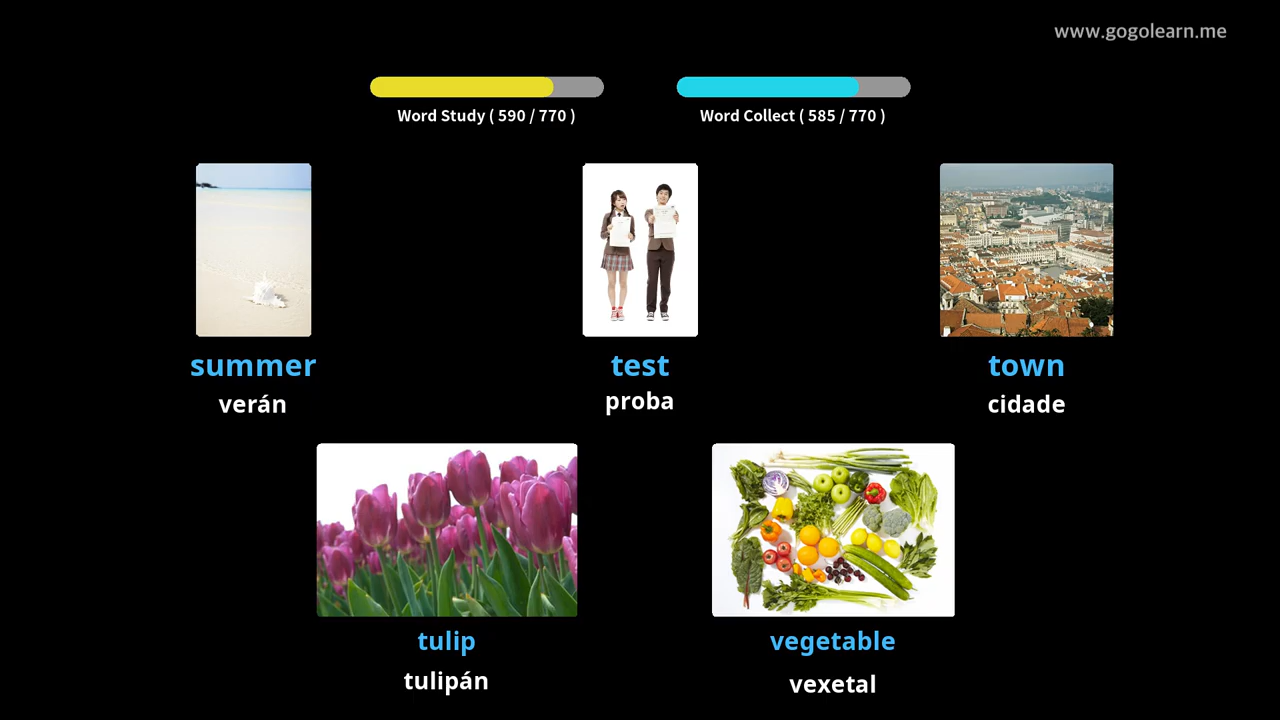 www.gogolearn.me
Word Study ( 590 / 770 )
Word Collect ( 585 / 770 )
summer
verán
test
proba
town
cidade
tulip
tulipán
vegetable
vexetal